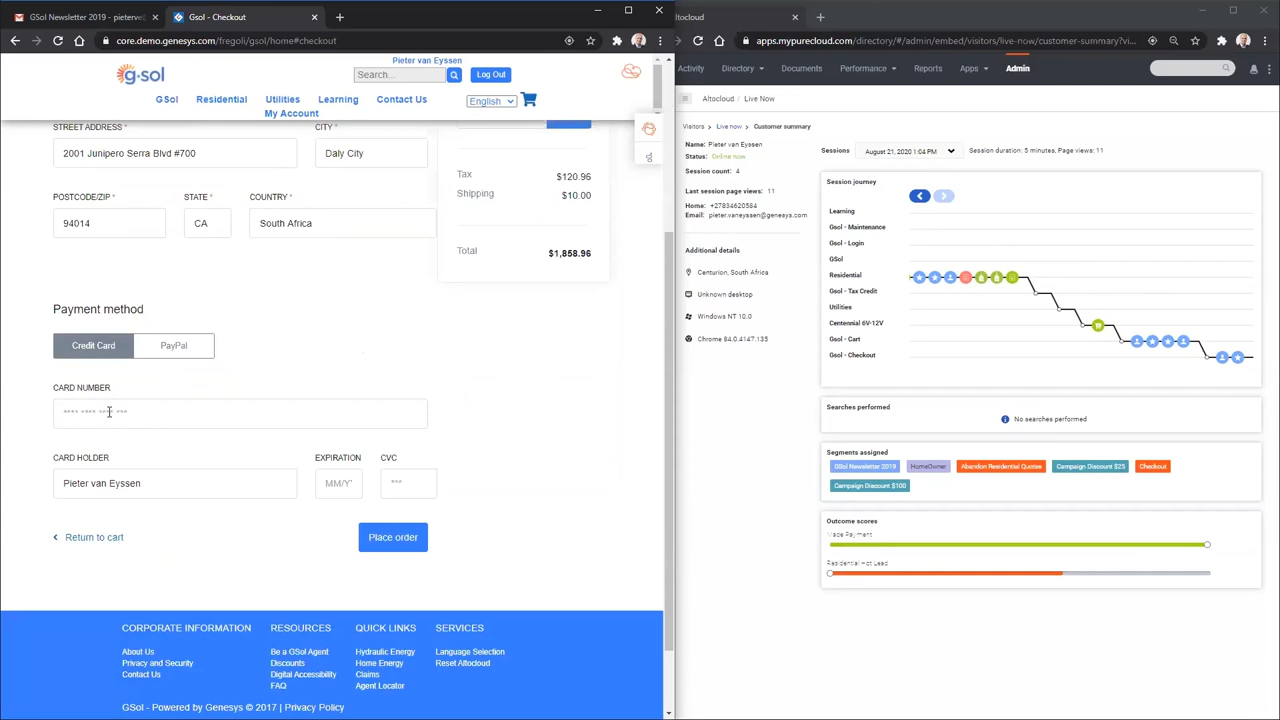 GSol Newsletter 2019 - pieterve
Gsol - Checkout
core.demo.genesys.com/fregoli/gsol/home#checkout
Pieter van Eyssen
g·sol
Search...
Log Out
GSol
Residential
Utilities
Learning
Contact Us
English
My Account
STREET ADDRESS *
CITY *
2001 Junipero Serra Blvd #700
Daly City
POSTCODE/ZIP *
STATE *
COUNTRY *
94014
CA
South Africa
Tax
$120.96
Shipping
$10.00
Total
$1,858.96
Payment method
Credit Card
PayPal
CARD NUMBER
**** **** **** ***
CARD HOLDER
EXPIRATION
CVC
Pieter van Eyssen
MM/Y
***
Return to cart
Place order
CORPORATE INFORMATION
About Us
Privacy and Security
Contact Us
RESOURCES
Be a GSol Agent
Discounts
Digital Accessibility
FAQ
QUICK LINKS
Hydraulic Energy
Home Energy
Claims
Agent Locator
SERVICES
Language Selection
Reset Altocloud
GSol - Powered by Genesys © 2017 | Privacy Policy
ltocloud
apps.mypurecloud.com/directory/#/admin/embed/visitors/live-now/customer-summary?vi...
Activity
Directory
Documents
Performance
Reports
Apps
Admin
Altocloud | Live Now
Visitors > Live now > Customer summary
Name: Pieter van Eyssen
Status: Online now
Session count: 4
Last session page views: 11
Home: +27834620584
Email: pieter.vaneyssen@genesys.com
Additional details
Centurion, South Africa
Unknown desktop
Windows NT 10.0
Chrome 84.0.4147.135
Sessions
August 21, 2020 1:04 PM
Session duration: 5 minutes, Page views: 11
Session journey
Learning
Gsol - Maintenance
Gsol - Login
GSol
Residential
Gsol - Tax Credit
Utilities
Centennial 6V-12V
Gsol - Cart
Gsol - Checkout
Searches performed
No searches performed
Segments assigned
GSol Newsletter 2019
HomeOwner
Abandon Residential Quotes
Campaign Discount $25
Checkout
Campaign Discount $100
Outcome scores
Made Payment
Residential Hot Lead